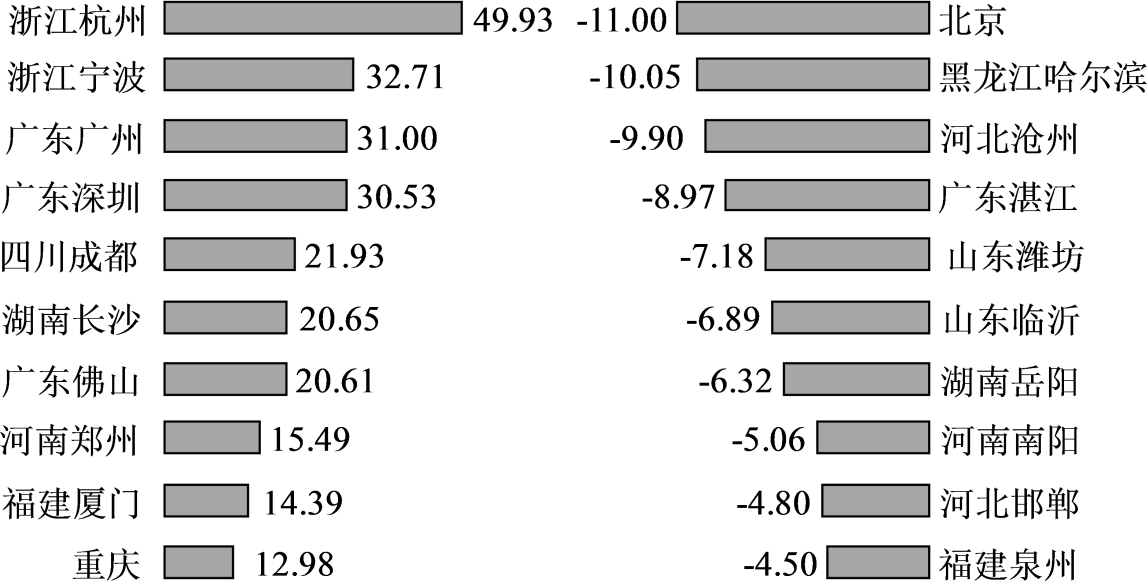 浙江杭州 49.93 -11.00 北京
浙江宁波 32.71 -10.05 黑龙江哈尔滨
广东广州 31.00 -9.90 河北沧州
广东深圳 30.53 -8.97 广东湛江
四川成都 21.93 -7.18 山东潍坊
湖南长沙 20.65 -6.89 山东临沂
广东佛山 20.61 -6.32 湖南岳阳
河南郑州 15.49 -5.06 河南南阳
福建厦门 14.39 -4.80 河北邯郸
重庆 12.98 -4.50 福建泉州